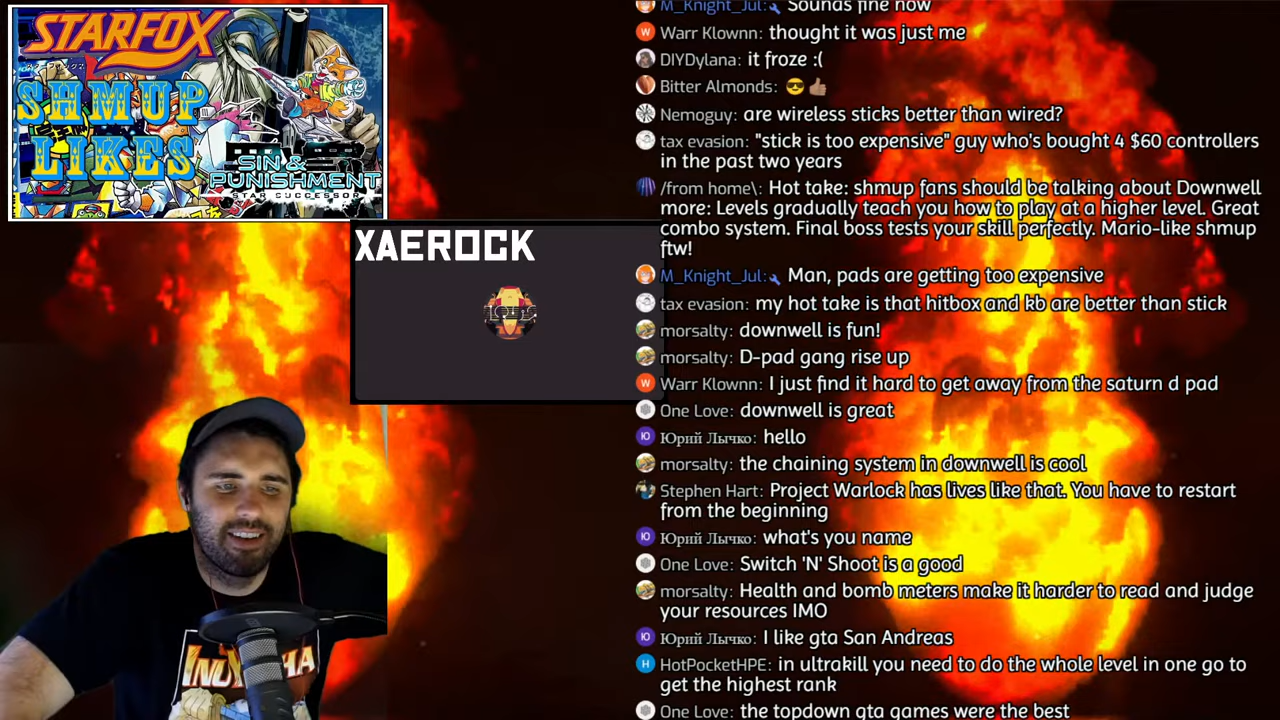 STARFOX
SHMUP
LIKES
SIN &
PUNISHMENT
STAR SUCCESSOR
XAEROCK
M_Knight_Jul: Sounds fine now
Warr Klownn: thought it was just me
DIYDylana: it froze :(
Bitter Almonds: 😎👍🏽
Nemoguy: are wireless sticks better than wired?
tax evasion: "stick is too expensive" guy who's bought 4 $60 controllers
in the past two years
/from home\: Hot take: shmup fans should be talking about Downwell
more: Levels gradually teach you how to play at a higher level. Great
combo system. Final boss tests your skill perfectly. Mario-like shmup
ftw!
M_Knight_Jul: Man, pads are getting too expensive
tax evasion: my hot take is that hitbox and kb are better than stick
morsalty: downwell is fun!
morsalty: D-pad gang rise up
Warr Klownn: I just find it hard to get away from the saturn d pad
One Love: downwell is great
Юрий Лычко: hello
morsalty: the chaining system in downwell is cool
Stephen Hart: Project Warlock has lives like that. You have to restart
from the beginning
Юрий Лычко: what's you name
One Love: Switch 'N' Shoot is a good
morsalty: Health and bomb meters make it harder to read and judge
your resources IMO
Юрий Лычко: I like gta San Andreas
HotPocketHPE: in ultrakill you need to do the whole level in one go to
get the highest rank
One Love: the topdown gta games were the best